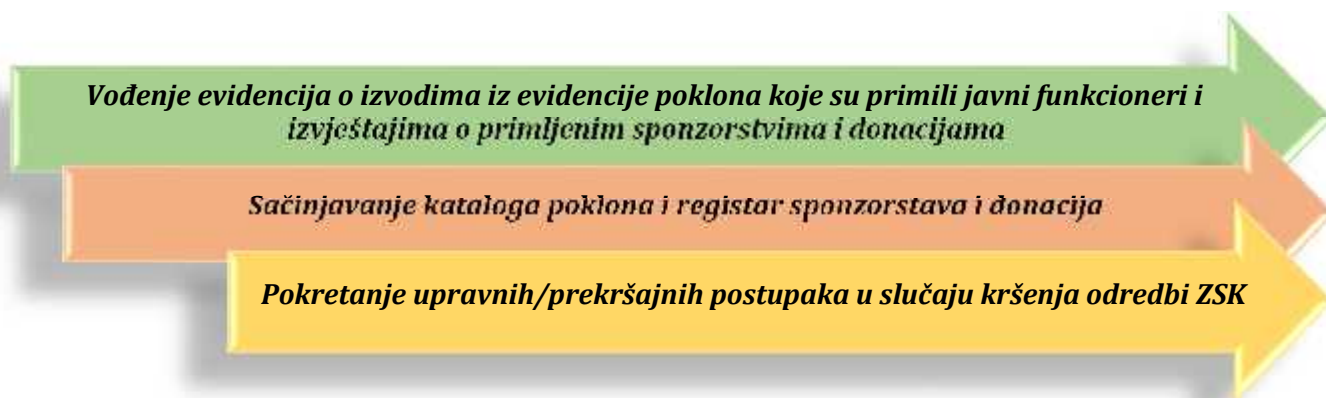 Vođenje evidencija o izvodima iz evidencije poklona koje su primili javni funkcioneri i
izvještajima o primljenim sponzorstvima i donacijama
Sačinjavanje kataloga poklona i registar sponzorstava i donacija
Pokretanje upravnih/prekršajnih postupaka u slučaju kršenja odredbi ZSK